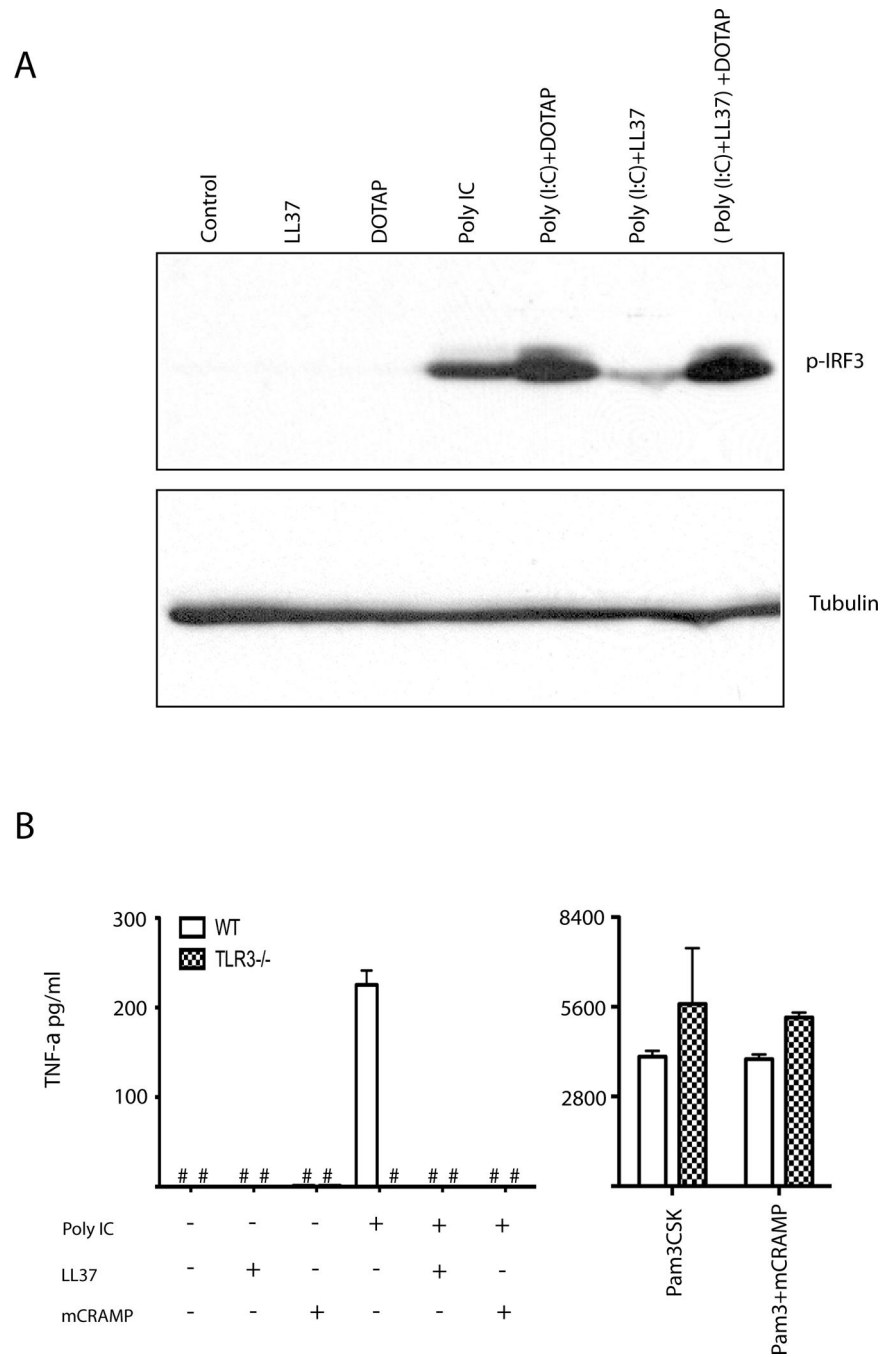 A
Control
LL37
DOTAP
Poly IC
Poly (I:C)+DOTAP
Poly (I:C)+LL37
( Poly (I:C)+LL37) +DOTAP
p-IRF3
Tubulin
B
TNF-a pg/ml
300
200
100
WT
TLR3-/-
# # # # # # # # # # #
Poly IC - - - + + +
LL37 - + - - + -
mCRAMP - - + - - +
8400
5600
2800
Pam3CSK
Pam3+mCRAMP